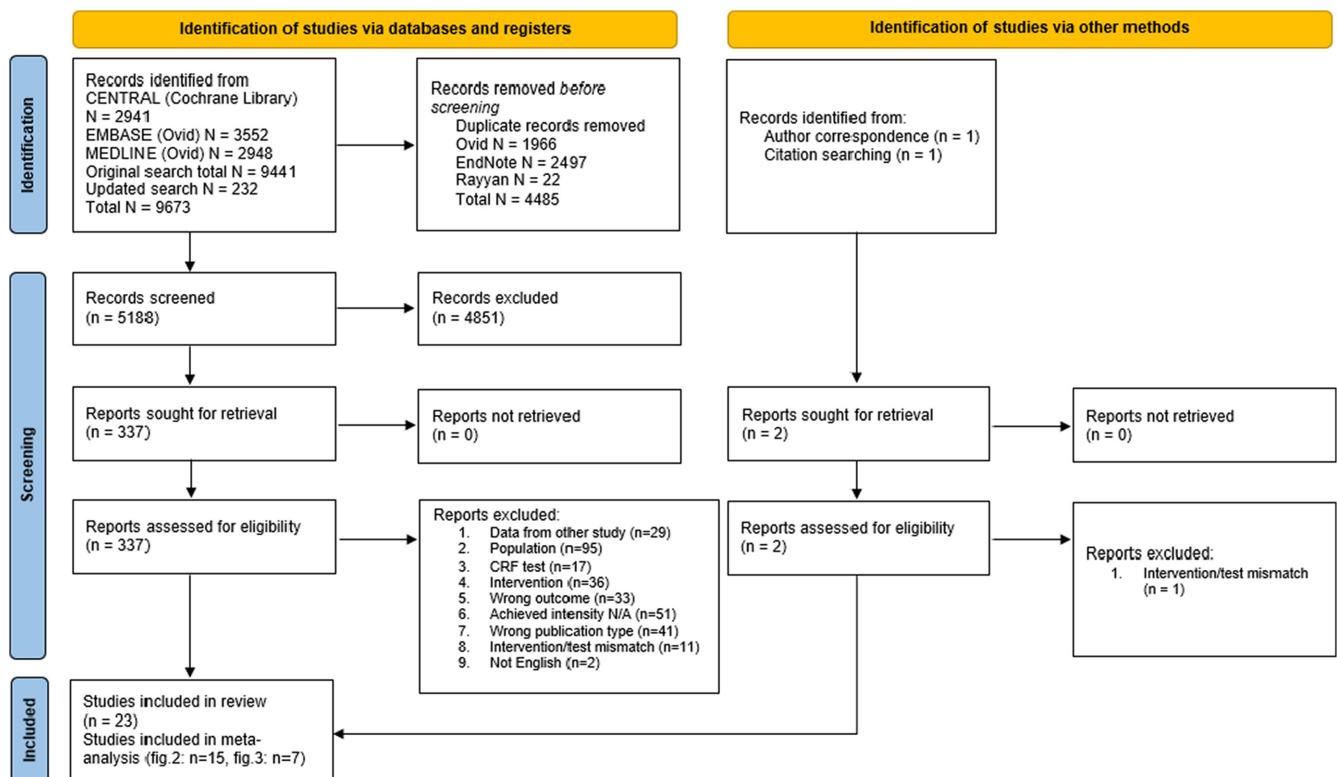 Identification of studies via databases and registers
Identification of studies via other methods
Identification
Records identified from
CENTRAL (Cochrane Library)
N = 2941
EMBASE (Ovid) N = 3552
MEDLINE (Ovid) N = 2948
Original search total N = 9441
Updated search N = 232
Total N = 9673
Records removed before
screening
Duplicate records removed
Ovid N = 1966
EndNote N = 2497
Rayyan N = 22
Total N = 4485
Records identified from:
Author correspondence (n = 1)
Citation searching (n = 1)
Screening
Records screened
(n = 5188)
Records excluded
(n = 4851)
Reports sought for retrieval
(n = 337)
Reports not retrieved
(n = 0)
Reports sought for retrieval
(n = 2)
Reports not retrieved
(n = 0)
Reports assessed for eligibility
(n = 337)
Reports excluded:
1. Data from other study (n=29)
2. Population (n=95)
3. CRF test (n=17)
4. Intervention (n=36)
5. Wrong outcome (n=33)
6. Achieved intensity N/A (n=51)
7. Wrong publication type (n=41)
8. Intervention/test mismatch (n=11)
9. Not English (n=2)
Reports assessed for eligibility
(n = 2)
Reports excluded:
1. Intervention/test mismatch
(n = 1)
Included
Studies included in review
(n = 23)
Studies included in meta-
analysis (fig.2: n=15, fig.3: n=7)